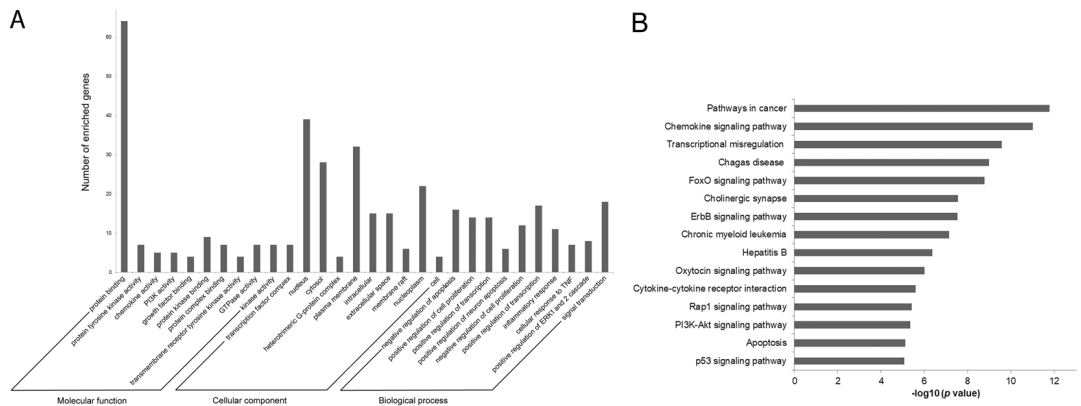 A
Number of enriched genes
60
50
40
30
20
10
0
protein binding
protein tyrosine kinase activity
chemokine activity
PI3K activity
growth factor binding
protein kinase binding
protein complex binding
transmembrane receptor tyrosine kinase activity
GTPase activity
kinase activity
transcription factor complex
nucleus
cytosol
heterotrimeric G-protein complex
plasma membrane
intracellular
extracellular space
membrane raft
nucleoplasm
cell
negative regulation of apoplesis
positive regulation of cell proliferation
positive regulation of transcription
positive regulation of neuron apoptosis
negative regulation of cell proliferation
positive regulation of transcription
inflammatory response
cellular response to TNF
positive regulation of ERK1 and 2 cascade
signal transduction
Molecular function
Cellular component
Biological process
B
Pathways in cancer
Chemokine signaling pathway
Transcriptional misregulation
Chagas disease
FoxO signaling pathway
Cholinergic synapse
ErbB signaling pathway
Chronic myeloid leukemia
Hepatitis B
Oxytocin signaling pathway
Cytokine-cytokine receptor interaction
Rap1 signaling pathway
PI3K-Akt signaling pathway
Apoptosis
p53 signaling pathway
0 2 4 6 8 10 12
-log10 (p value)